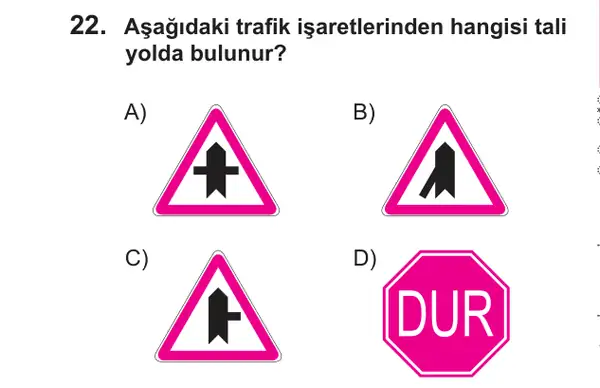 22. Aşağıdaki trafik işaretlerinden hangisi tali
yolda bulunur?
A)
B)
C)
D)
DUR